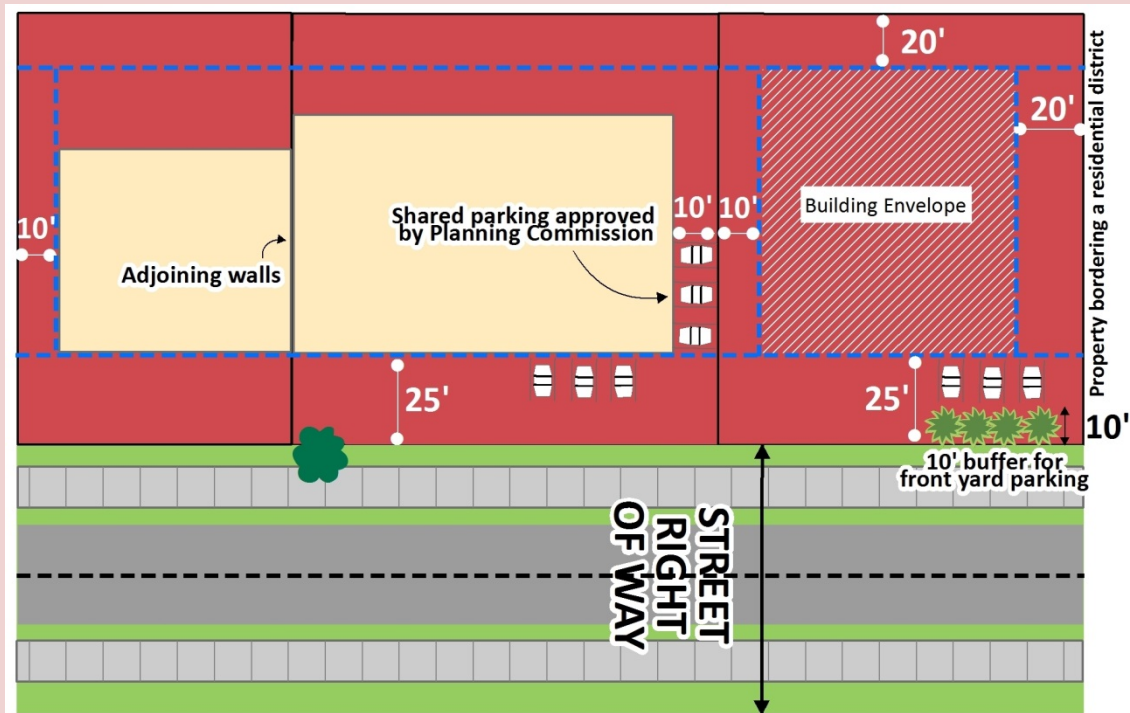 20'
Property bordering a residential district
20'
Building Envelope
Shared parking approved
by Planning Commission
10'
10'
10'
Adjoining walls
25'
25'
10'
10' buffer for
front yard parking
STREET
RIGHT
OF WAY